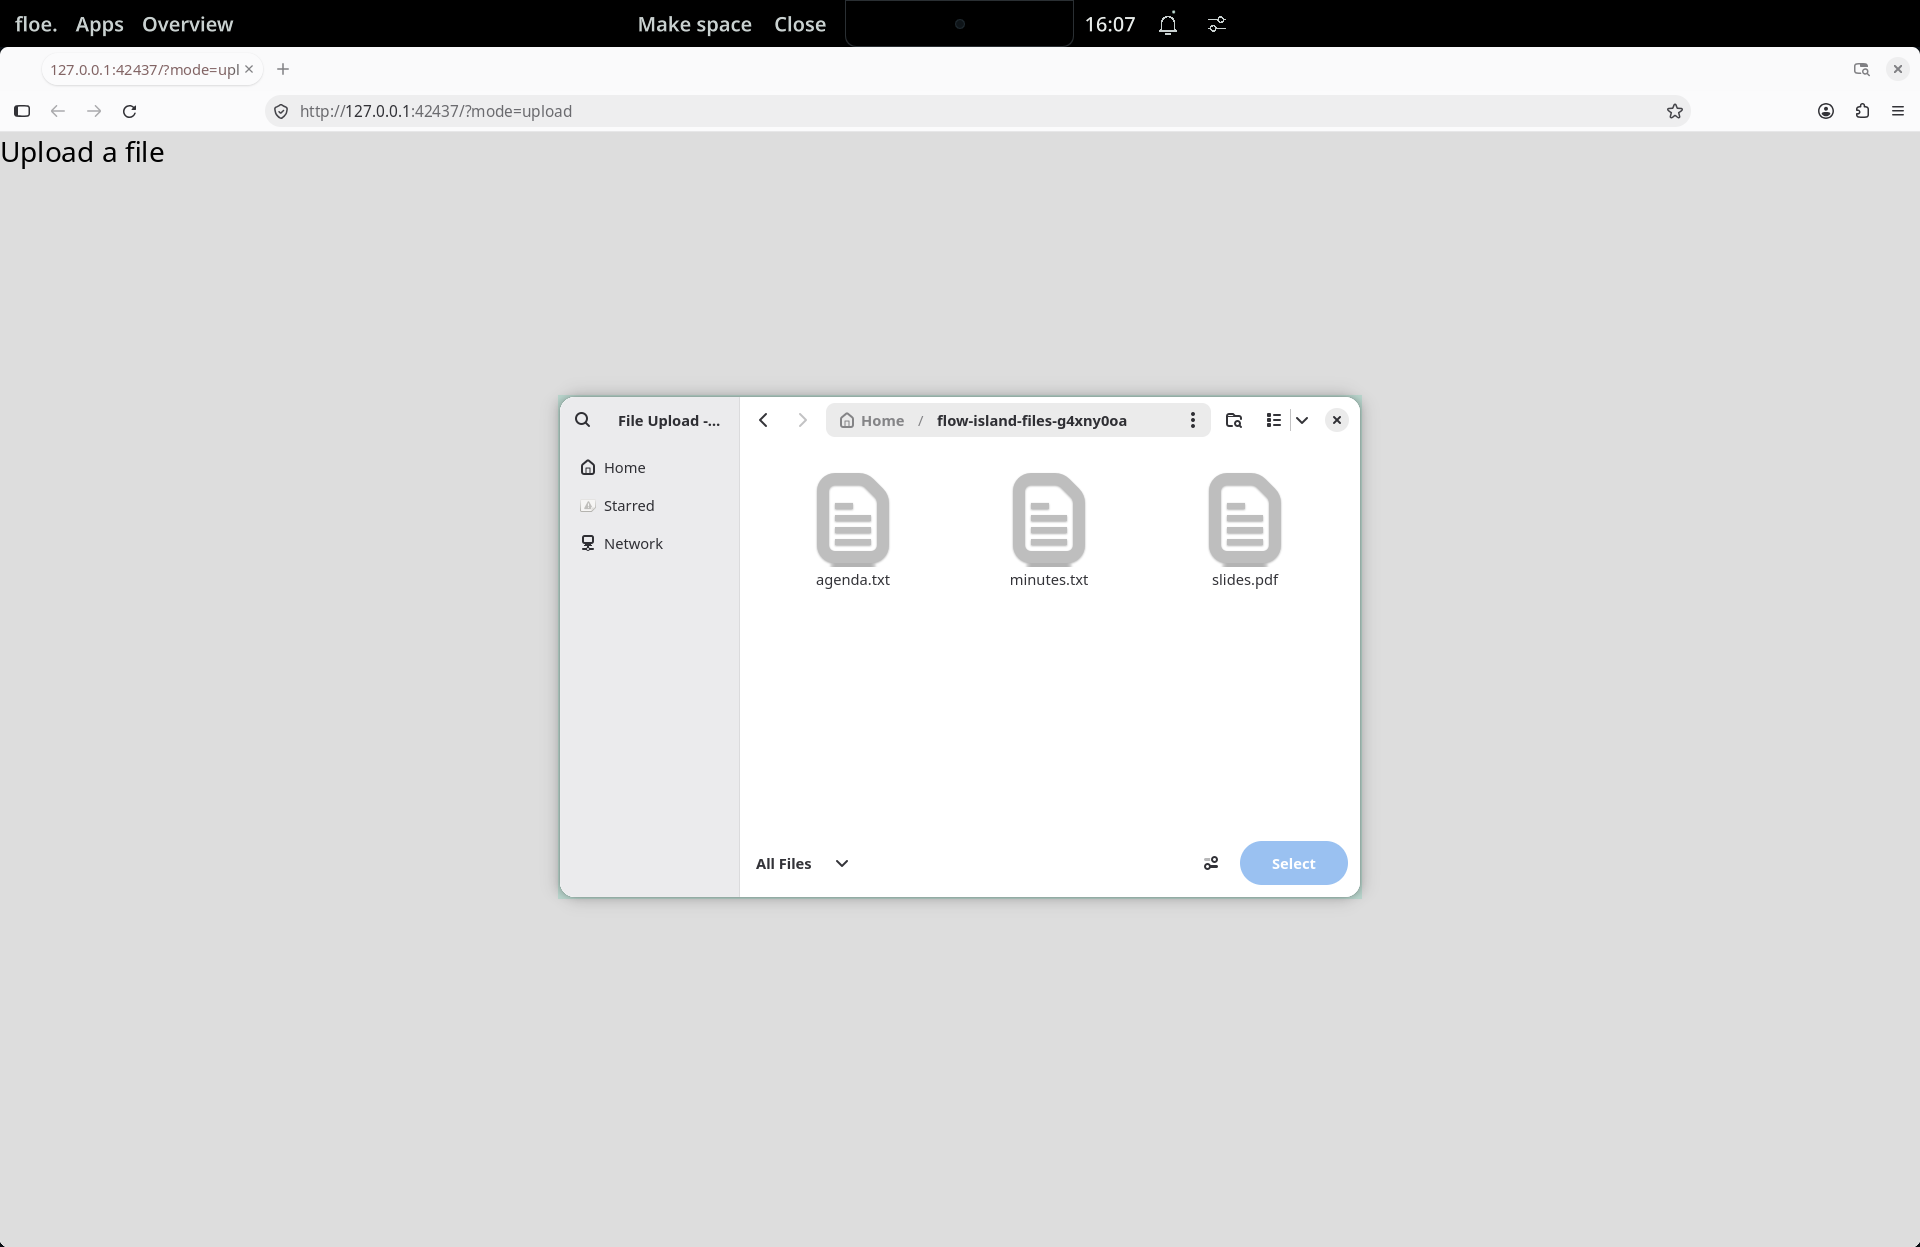 floe. Apps Overview Make space Close 16:07
127.0.0.1:42437/?mode=upl
http://127.0.0.1:42437/?mode=upload
Upload a file
File Upload -... Home / flow-island-files-g4xny0oa
Home
Starred
Network
agenda.txt minutes.txt slides.pdf
All Files Select